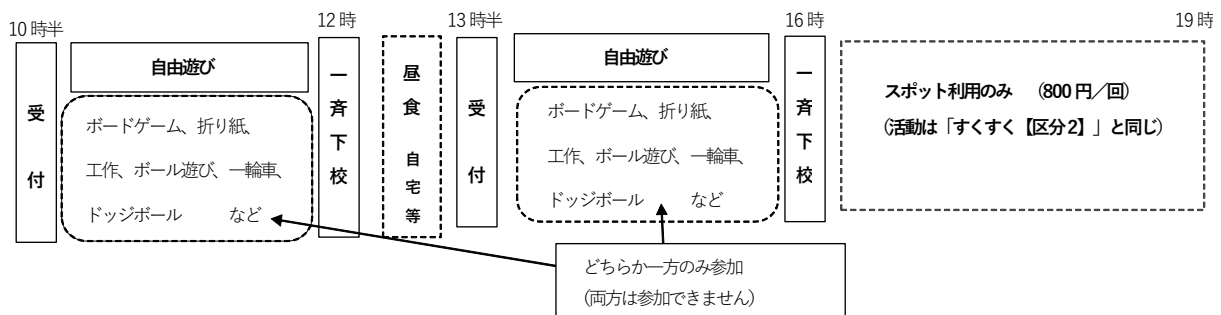 10時半
12時
13時半
16時
19時
受付
自由遊び
ボードゲーム、折り紙、
工作、ボール遊び、一輪車、
ドッジボール　　など
一斉下校
昼食　自宅等
受付
自由遊び
ボードゲーム、折り紙、
工作、ボール遊び、一輪車、
ドッジボール　　など
一斉下校
スポット利用のみ　（800円／回）
（活動は「すくすく【区分2】」と同じ）
どちらか一方のみ参加
（両方は参加できません）